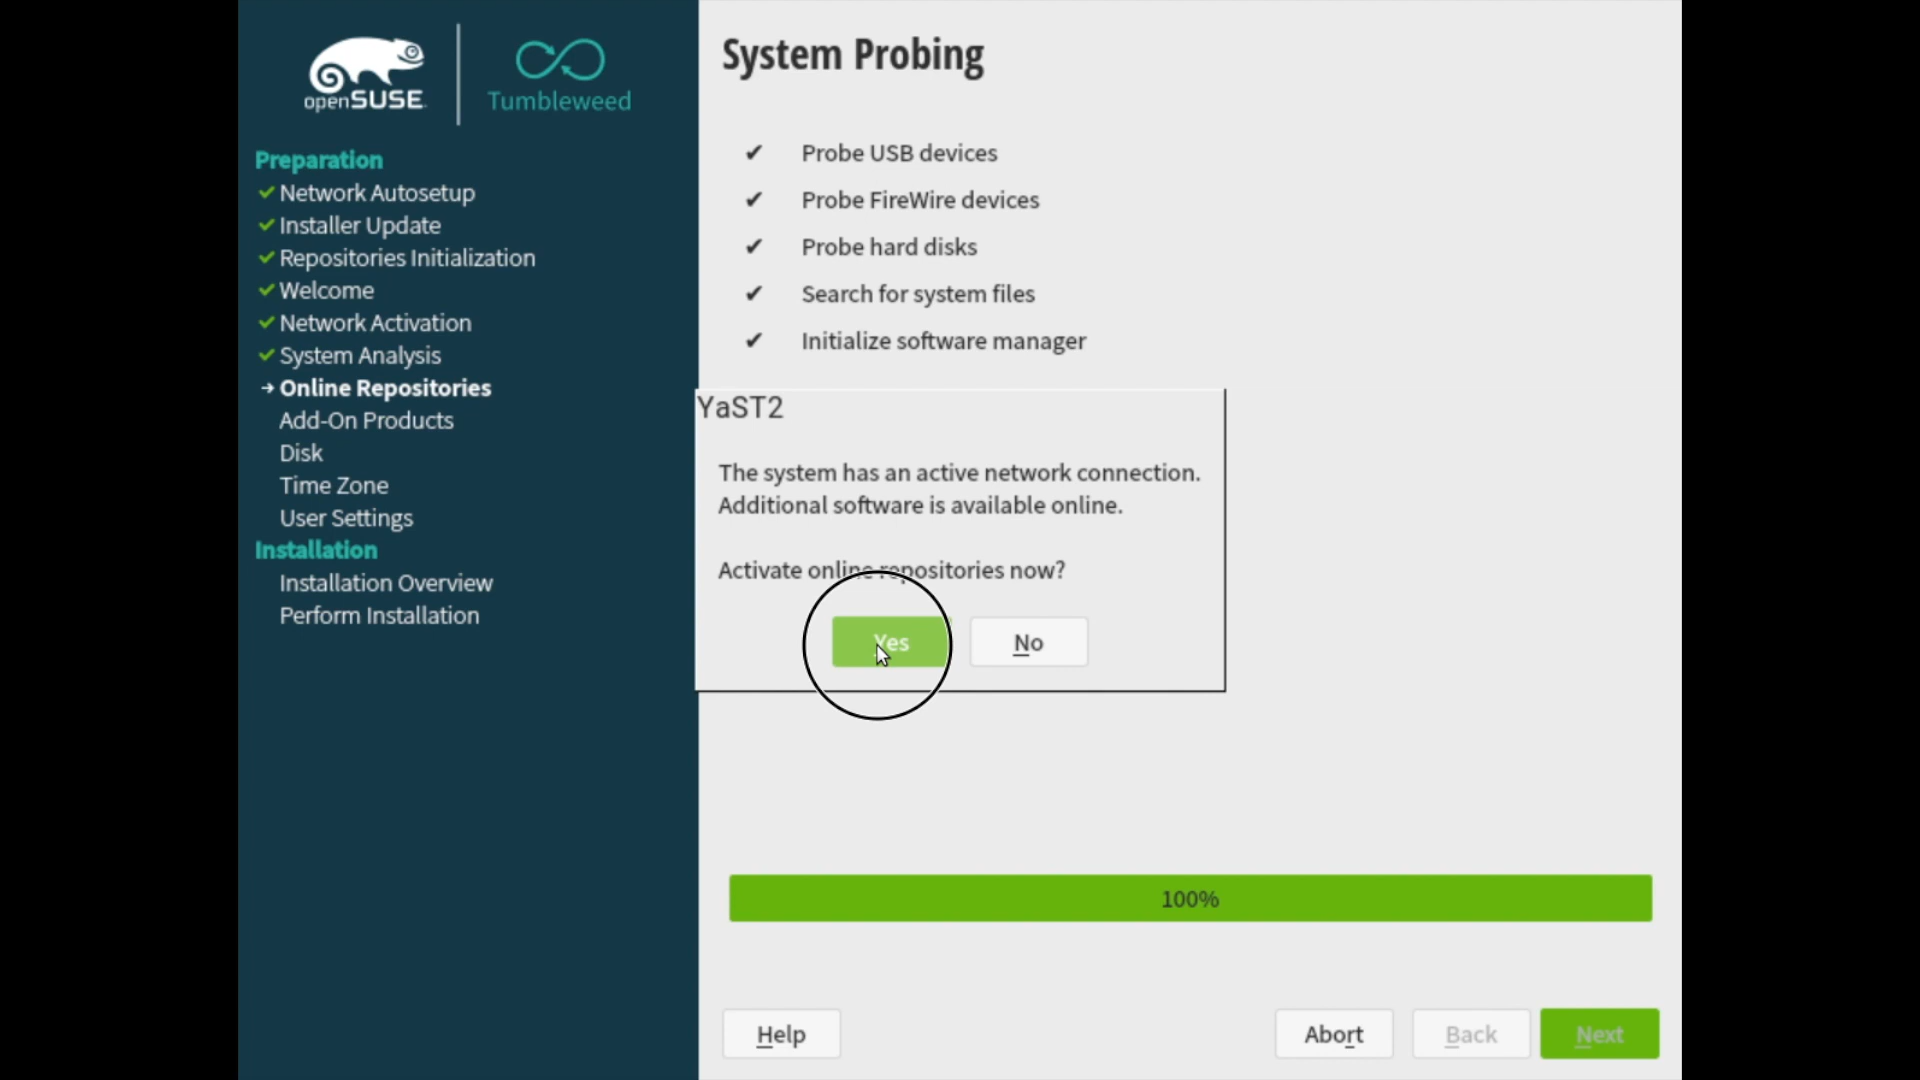 openSUSE
Tumbleweed
Preparation
Network Autosetup
Installer Update
Repositories Initialization
Welcome
Network Activation
System Analysis
Online Repositories
Add-On Products
Disk
Time Zone
User Settings
Installation
Installation Overview
Perform Installation
System Probing
Probe USB devices
Probe FireWire devices
Probe hard disks
Search for system files
Initialize software manager
YaST2
The system has an active network connection.
Additional software is available online.
Activate online repositories now?
Yes
No
100%
Help
Abort
Back
Next